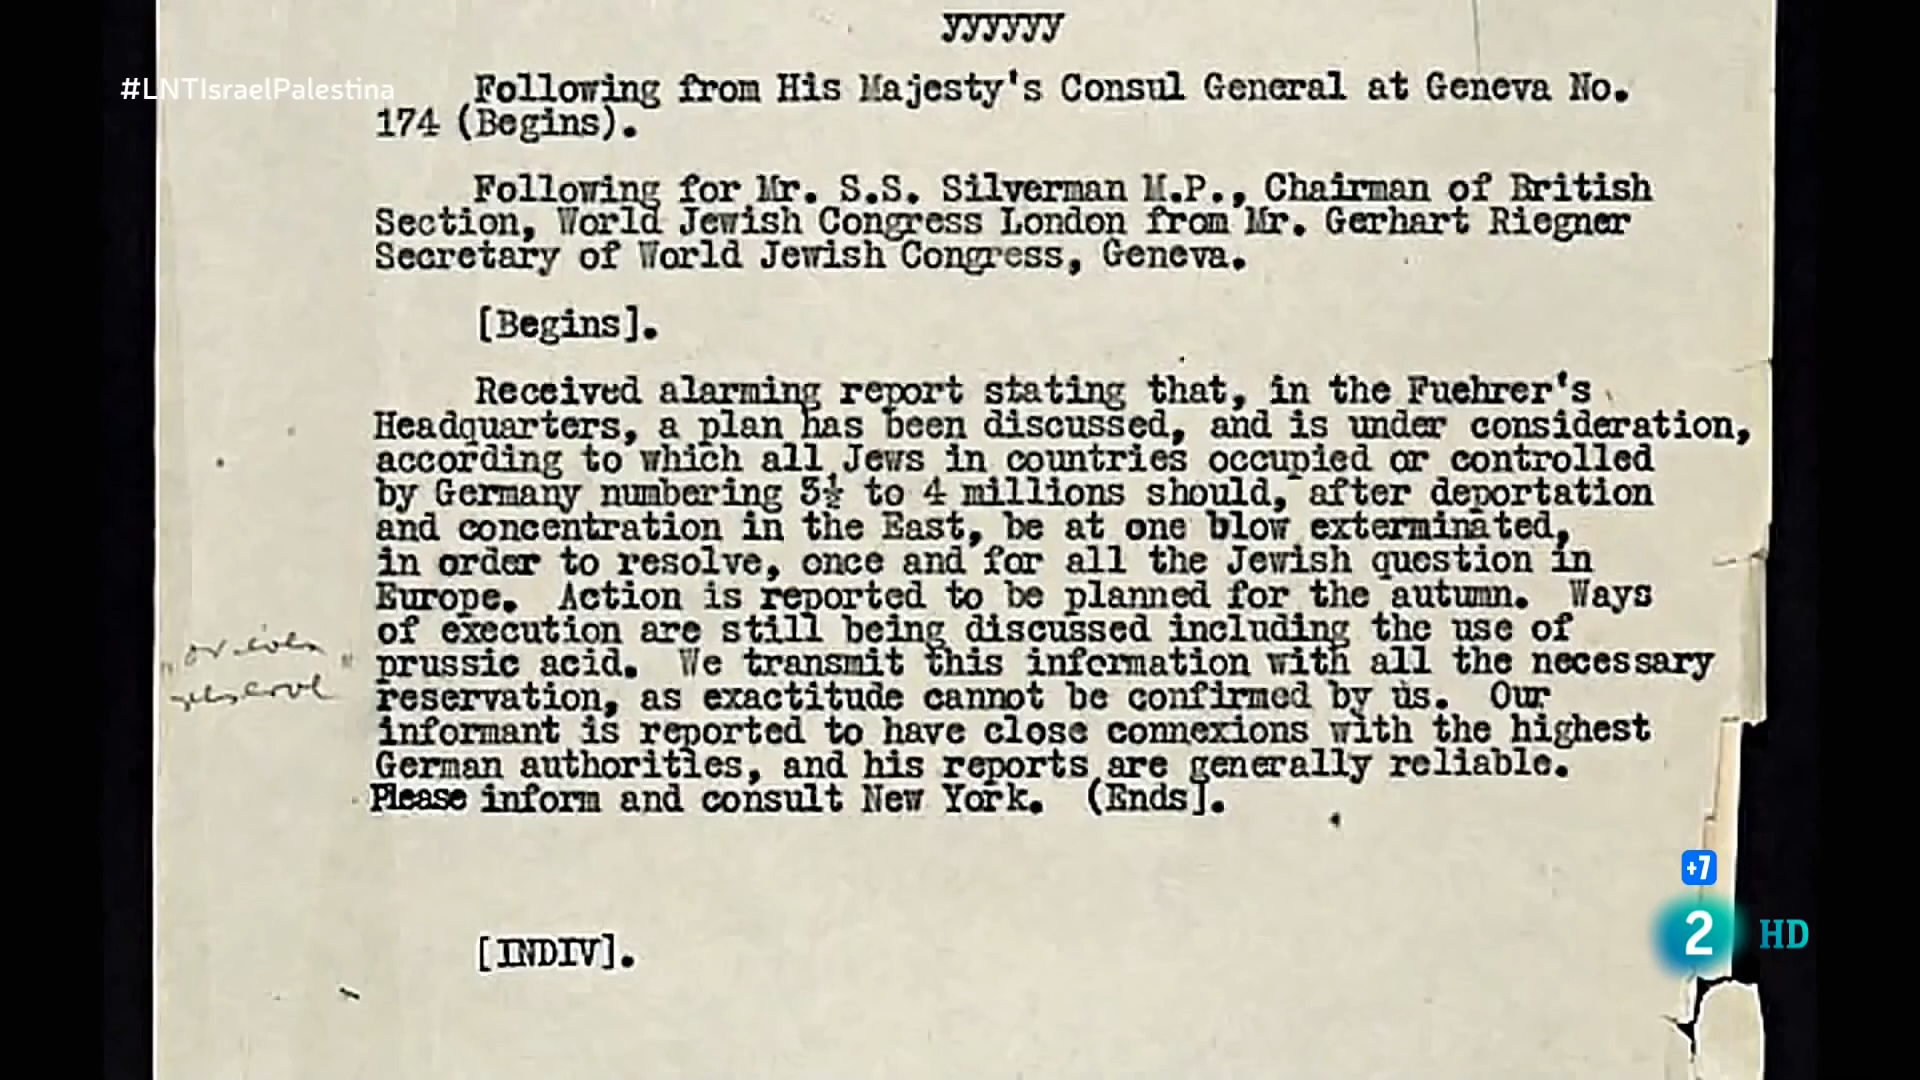 yyyyyy
#LNTIsraelPalestina
Following from His Majesty's Consul General at Geneva No.
174 (Begins).
Following for Mr. S.S. Silverman M.P., Chairman of British
Section, World Jewish Congress London from Mr. Gerhart Riegner
Secretary of World Jewish Congress, Geneva.
[Begins].
Received alarming report stating that, in the Fuehrer's
Headquarters, a plan has been discussed, and is under consideration,
according to which all Jews in countries occupied or controlled
by Germany numbering 3½ to 4 millions should, after deportation
and concentration in the East, be at one blow exterminated,
in order to resolve, once and for all the Jewish question in
Europe. Action is reported to be planned for the autumn. Ways
of execution are still being discussed including the use of
prussic acid. We transmit this information with all the necessary
reservation, as exactitude cannot be confirmed by us. Our
informant is reported to have close connexions with the highest
German authorities, and his reports are generally reliable.
Please inform and consult New York. (Ends].
[INDIV].
+7
2 HD